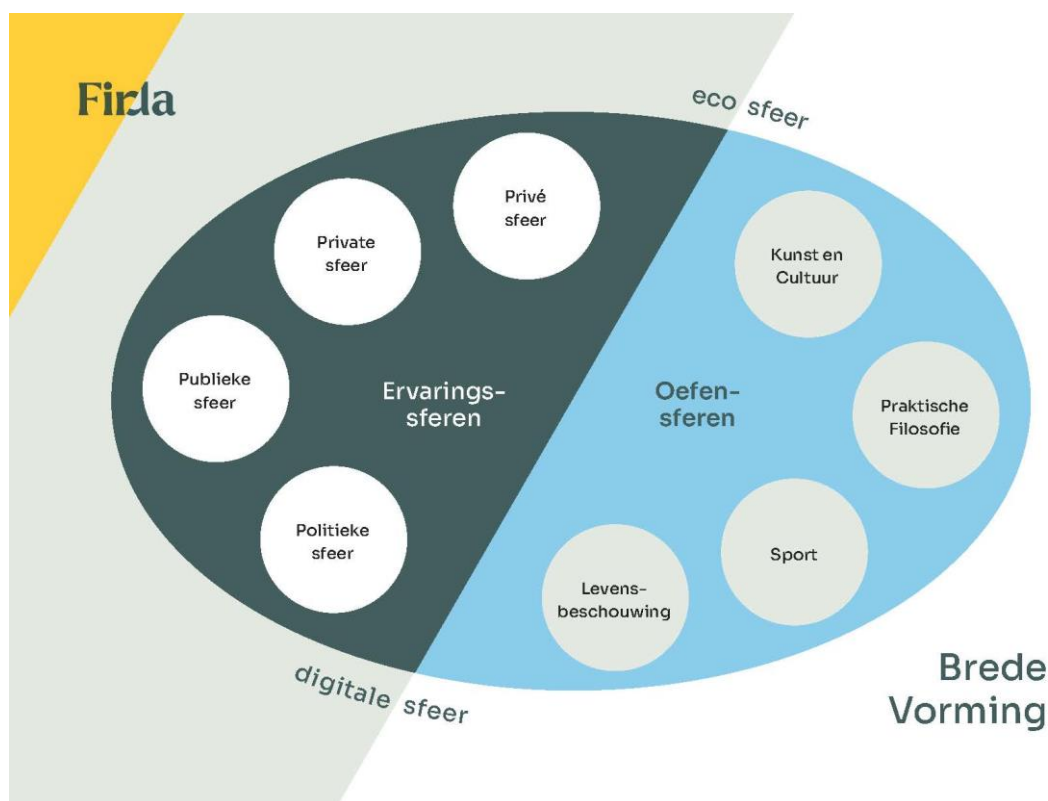 Firda
eco sfeer
Privé
sfeer
Private
sfeer
Kunst en
Cultuur
Publieke
sfeer
Ervarings-
sferen
Oefen-
sferen
Praktische
Filosofie
Politieke
sfeer
Sport
Levens-
beschouwing
digitale sfeer
Brede
Vorming